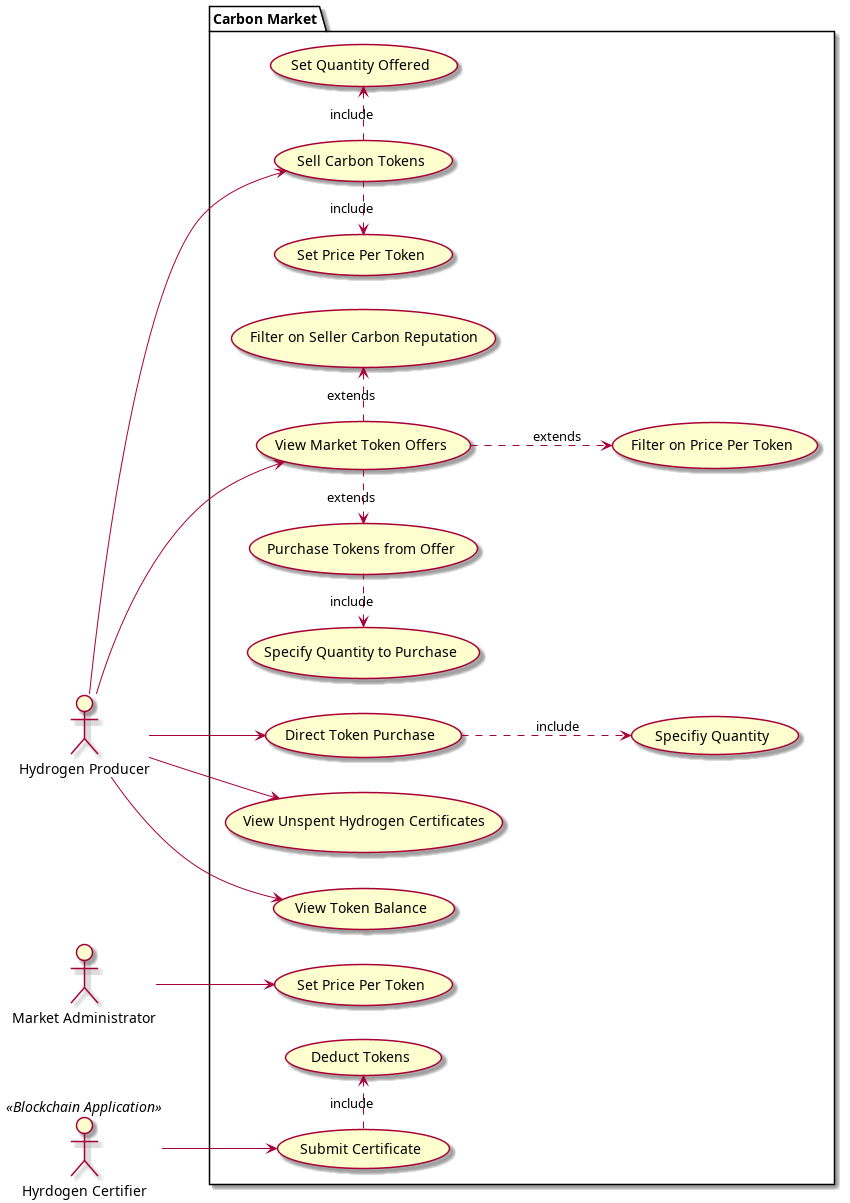 Carbon Market
Set Quantity Offered
include
Sell Carbon Tokens
include
Set Price Per Token
Filter on Seller Carbon Reputation
extends
View Market Token Offers
extends
Filter on Price Per Token
extends
Purchase Tokens from Offer
include
Specify Quantity to Purchase
Hydrogen Producer
Direct Token Purchase
include
Specifiy Quantity
View Unspent Hydrogen Certificates
View Token Balance
Market Administrator
Set Price Per Token
Deduct Tokens
include
«Blockchain Application»
Hyrdogen Certifier
Submit Certificate